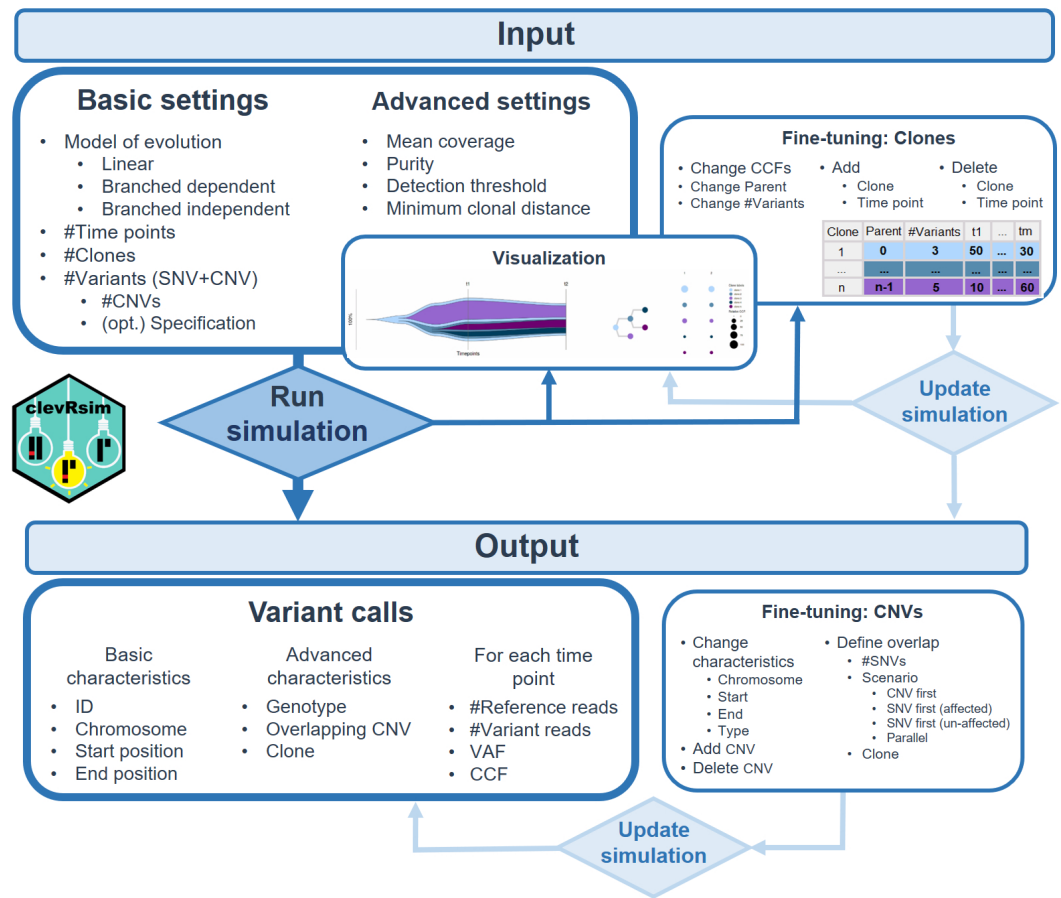 Input
Basic settings
• Model of evolution
• Linear
• Branched dependent
• Branched independent
• #Time points
• #Clones
• #Variants (SNV+CNV)
• #CNVs
• (opt.) Specification
Advanced settings
• Mean coverage
• Purity
• Detection threshold
• Minimum clonal distance
Fine-tuning: Clones
• Change CCFs
• Change Parent
• Change #Variants
• Add
• Clone
• Time point
• Delete
• Clone
• Time point
Clone Parent #Variants t1 ... tm
1 0 3 50 ... 30
... ... ... ... ... ...
n n-1 5 10 ... 60
Visualization
t1 t2
100%
Timepoints
clevRsim
Run
simulation
Update
simulation
Output
Variant calls
Basic
characteristics
• ID
• Chromosome
• Start position
• End position
Advanced
characteristics
• Genotype
• Overlapping CNV
• Clone
For each time
point
• #Reference reads
• #Variant reads
• VAF
• CCF
Fine-tuning: CNVs
• Change
characteristics
• Chromosome
• Start
• End
• Type
• Add CNV
• Delete CNV
• Define overlap
• #SNVs
• Scenario
• CNV first
• SNV first (affected)
• SNV first (un-affected)
• Parallel
• Clone
Update
simulation